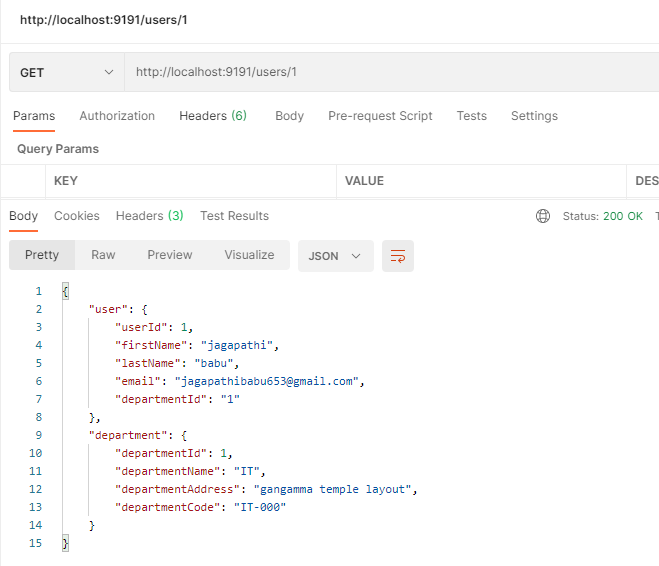 http://localhost:9191/users/1
GET http://localhost:9191/users/1
Params Authorization Headers (6) Body Pre-request Script Tests Settings
Query Params
KEY VALUE DES
Body Cookies Headers (3) Test Results Status: 200 OK T
Pretty Raw Preview Visualize JSON
1 {
2 "user": {
3 "userId": 1,
4 "firstName": "jagapathi",
5 "lastName": "babu",
6 "email": "jagapathibabu653@gmail.com",
7 "departmentId": "1"
8 },
9 "department": {
10 "departmentId": 1,
11 "departmentName": "IT",
12 "departmentAddress": "gangamma temple layout",
13 "departmentCode": "IT-000"
14 }
15 }